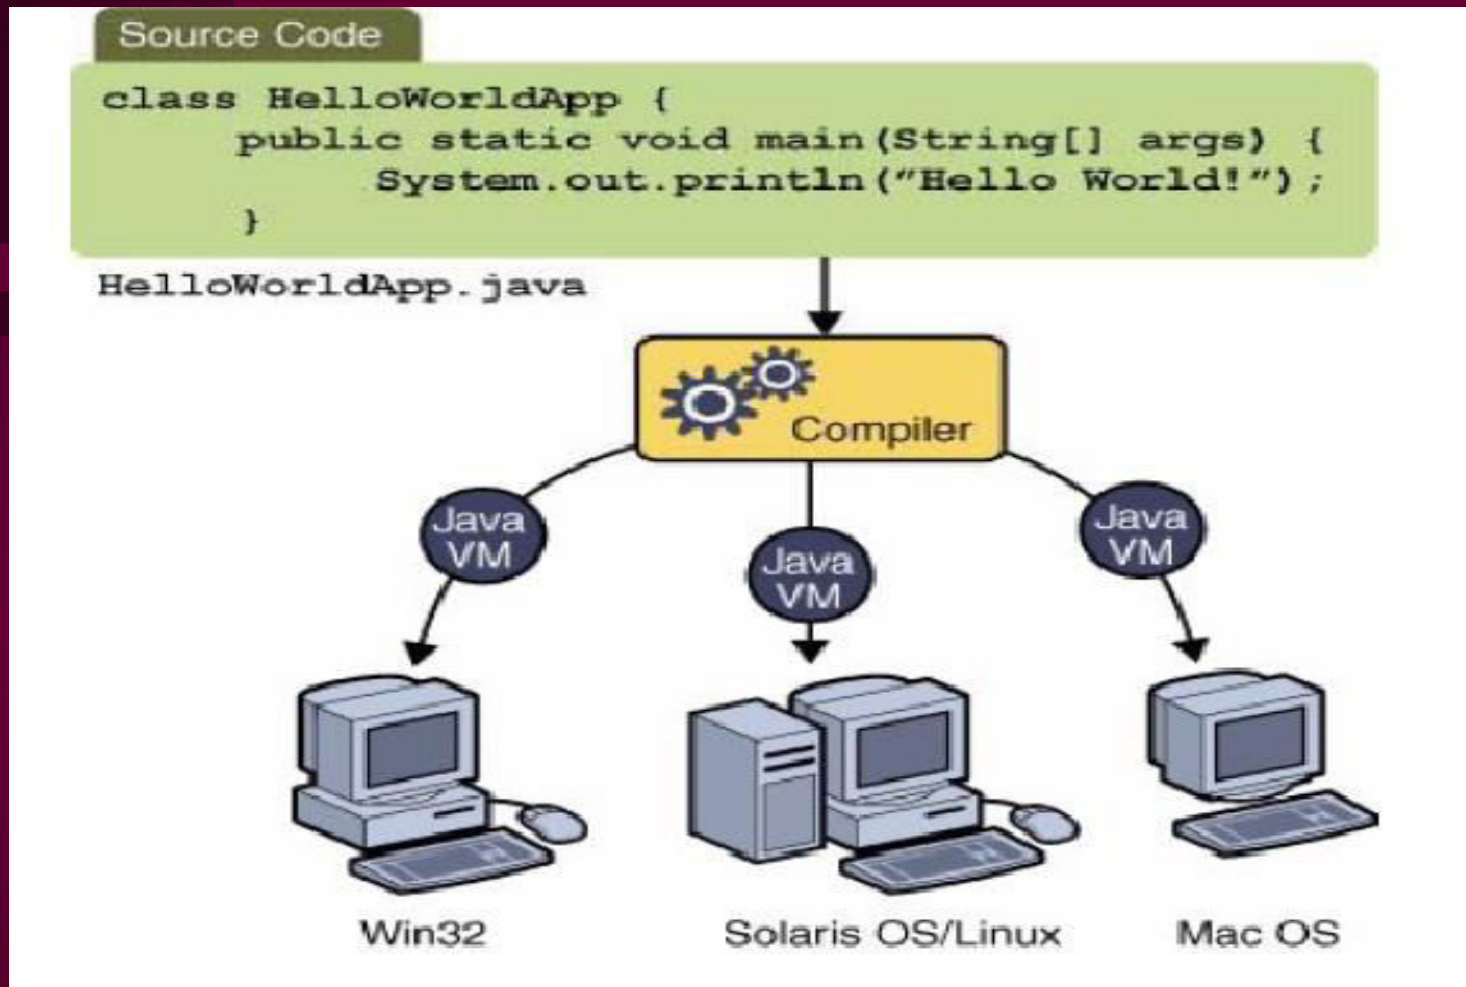 Source Code
class HelloWorldApp {
public static void main(String[] args) {
System.out.println("Hello World!");
}
HelloWorldApp.java
Compiler
Java
VM
Java
VM
Java
VM
Win32
Solaris OS/Linux
Mac OS